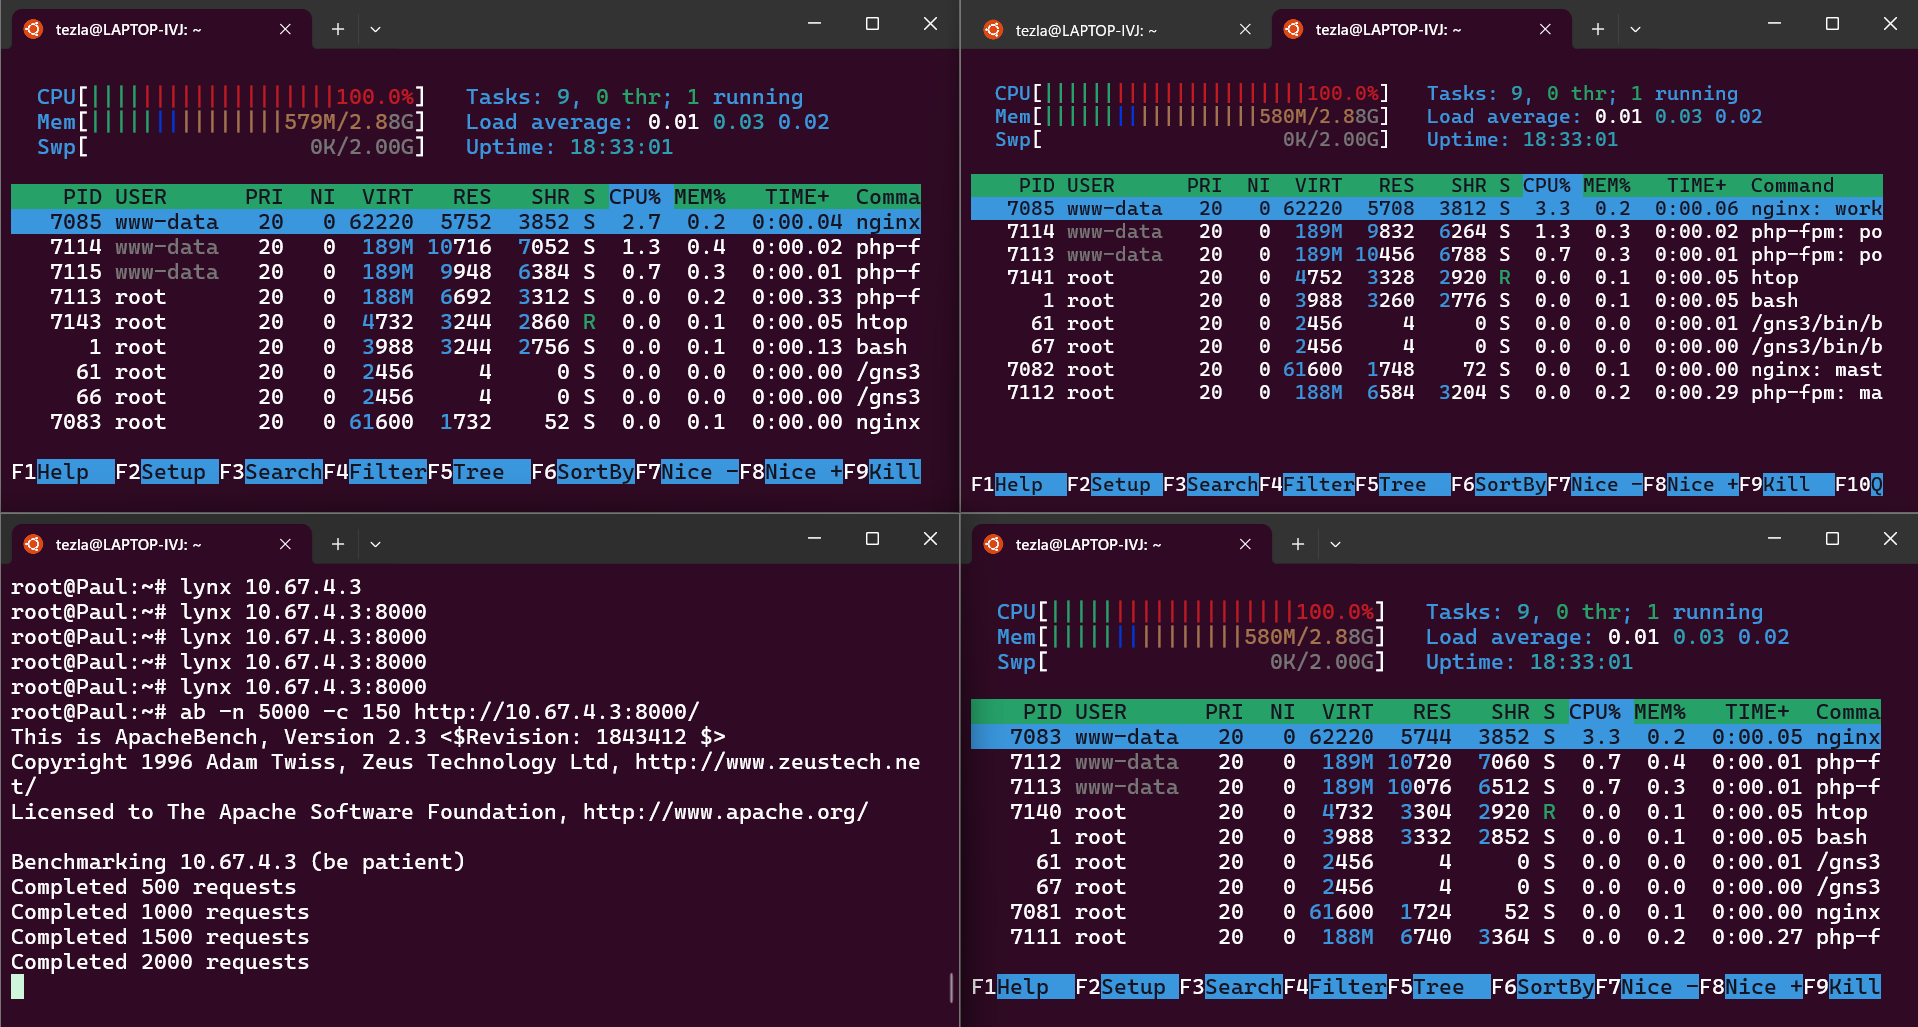 tezla@LAPTOP-IVJ: ~
CPU[||||||||||||||||||100.0%] Tasks: 9, 0 thr; 1 running
Mem[|||||||||||||||579M/2.88G] Load average: 0.01 0.03 0.02
Swp[ 0K/2.00G] Uptime: 18:33:01
PID USER PRI NI VIRT RES SHR S CPU% MEM% TIME+ Comma
7085 www-data 20 0 62220 5752 3852 S 2.7 0.2 0:00.04 nginx
7114 www-data 20 0 189M 10716 7052 S 1.3 0.4 0:00.02 php-f
7115 www-data 20 0 189M 9948 6384 S 0.7 0.3 0:00.01 php-f
7113 root 20 0 188M 6692 3312 S 0.0 0.2 0:00.33 php-f
7143 root 20 0 4732 3244 2860 R 0.0 0.1 0:00.05 htop
1 root 20 0 3988 3244 2756 S 0.0 0.1 0:00.13 bash
61 root 20 0 2456 4 0 S 0.0 0.0 0:00.00 /gns3
66 root 20 0 2456 4 0 S 0.0 0.0 0:00.00 /gns3
7083 root 20 0 61600 1732 52 S 0.0 0.1 0:00.00 nginx
F1Help F2Setup F3SearchF4FilterF5Tree F6SortByF7Nice -F8Nice +F9Kill
tezla@LAPTOP-IVJ: ~ tezla@LAPTOP-IVJ: ~
CPU[||||||||||||||||||||||100.0%] Tasks: 9, 0 thr; 1 running
Mem[||||||||||||||||||580M/2.88G] Load average: 0.01 0.03 0.02
Swp[ 0K/2.00G] Uptime: 18:33:01
PID USER PRI NI VIRT RES SHR S CPU% MEM% TIME+ Command
7085 www-data 20 0 62220 5708 3812 S 3.3 0.2 0:00.06 nginx: work
7114 www-data 20 0 189M 9832 6264 S 1.3 0.3 0:00.02 php-fpm: po
7113 www-data 20 0 189M 10456 6788 S 0.7 0.3 0:00.01 php-fpm: po
7141 root 20 0 4752 3328 2920 R 0.0 0.1 0:00.05 htop
1 root 20 0 3988 3260 2776 S 0.0 0.1 0:00.05 bash
61 root 20 0 2456 4 0 S 0.0 0.0 0:00.01 /gns3/bin/b
67 root 20 0 2456 4 0 S 0.0 0.0 0:00.00 /gns3/bin/b
7082 root 20 0 61600 1748 72 S 0.0 0.1 0:00.00 nginx: mast
7112 root 20 0 188M 6584 3204 S 0.0 0.2 0:00.29 php-fpm: ma
F1Help F2Setup F3SearchF4FilterF5Tree F6SortByF7Nice -F8Nice +F9Kill F10Q
tezla@LAPTOP-IVJ: ~
root@Paul:~# lynx 10.67.4.3
root@Paul:~# lynx 10.67.4.3:8000
root@Paul:~# lynx 10.67.4.3:8000
root@Paul:~# lynx 10.67.4.3:8000
root@Paul:~# lynx 10.67.4.3:8000
root@Paul:~# ab -n 5000 -c 150 http://10.67.4.3:8000/
This is ApacheBench, Version 2.3 <$Revision: 1843412 $>
Copyright 1996 Adam Twiss, Zeus Technology Ltd, http://www.zeustech.ne
t/
Licensed to The Apache Software Foundation, http://www.apache.org/
Benchmarking 10.67.4.3 (be patient)
Completed 500 requests
Completed 1000 requests
Completed 1500 requests
Completed 2000 requests
tezla@LAPTOP-IVJ: ~
CPU[|||||||||||||||||||100.0%] Tasks: 9, 0 thr; 1 running
Mem[|||||||||||||||580M/2.88G] Load average: 0.01 0.03 0.02
Swp[ 0K/2.00G] Uptime: 18:33:01
PID USER PRI NI VIRT RES SHR S CPU% MEM% TIME+ Comma
7083 www-data 20 0 62220 5744 3852 S 3.3 0.2 0:00.05 nginx
7112 www-data 20 0 189M 10720 7060 S 0.7 0.4 0:00.01 php-f
7113 www-data 20 0 189M 10076 6512 S 0.7 0.3 0:00.01 php-f
7140 root 20 0 4732 3304 2920 R 0.0 0.1 0:00.05 htop
1 root 20 0 3988 3332 2852 S 0.0 0.1 0:00.05 bash
61 root 20 0 2456 4 0 S 0.0 0.0 0:00.01 /gns3
67 root 20 0 2456 4 0 S 0.0 0.0 0:00.00 /gns3
7081 root 20 0 61600 1724 52 S 0.0 0.1 0:00.00 nginx
7111 root 20 0 188M 6740 3364 S 0.0 0.2 0:00.27 php-f
F1Help F2Setup F3SearchF4FilterF5Tree F6SortByF7Nice -F8Nice +F9Kill